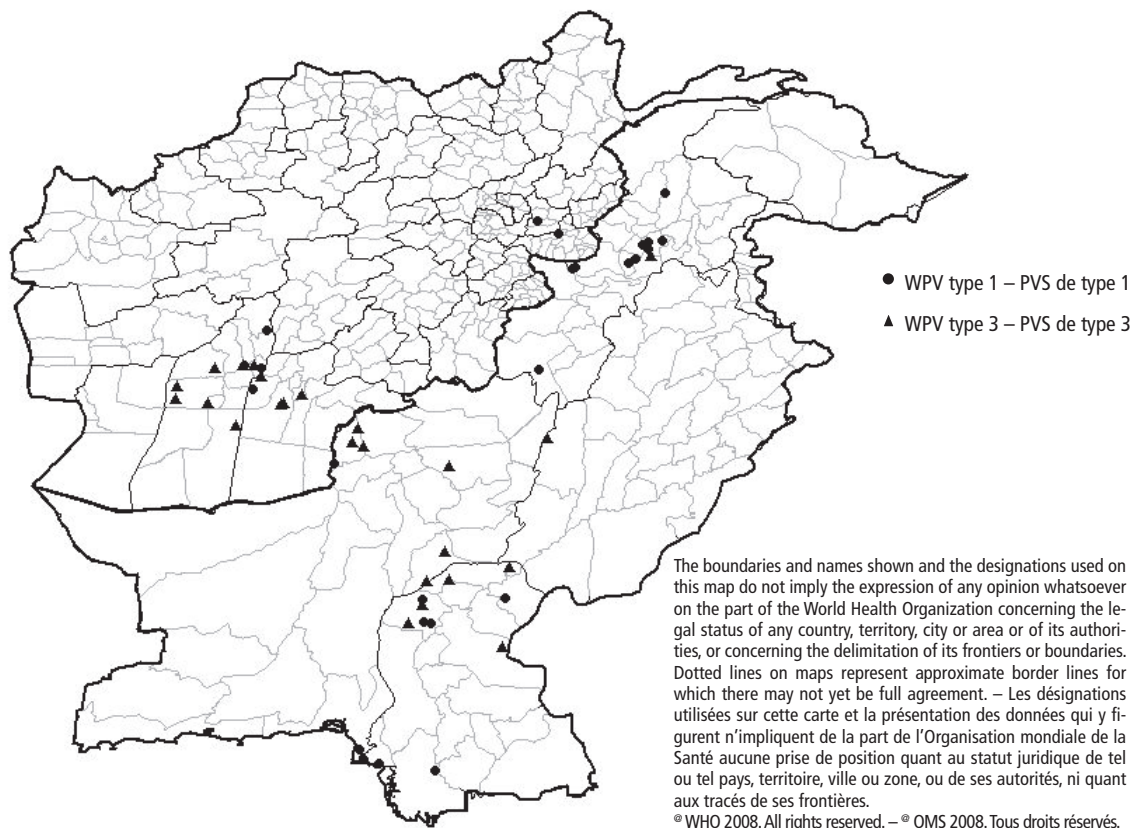 ● WPV type 1 – PVS de type 1
▲ WPV type 3 – PVS de type 3
The boundaries and names shown and the designations used on
this map do not imply the expression of any opinion whatsoever
on the part of the World Health Organization concerning the le-
gal status of any country, territory, city or area or of its authori-
ties, or concerning the delimitation of its frontiers or boundaries.
Dotted lines on maps represent approximate border lines for
which there may not yet be full agreement. – Les désignations
utilisées sur cette carte et la présentation des données qui y fi-
gurent n’impliquent de la part de l’Organisation mondiale de la
Santé aucune prise de position quant au statut juridique de tel
ou tel pays, territoire, ville ou zone, ou de ses autorités, ni quant
aux tracés de ses frontières.
@ WHO 2008. All rights reserved. – @ OMS 2008. Tous droits réservés.